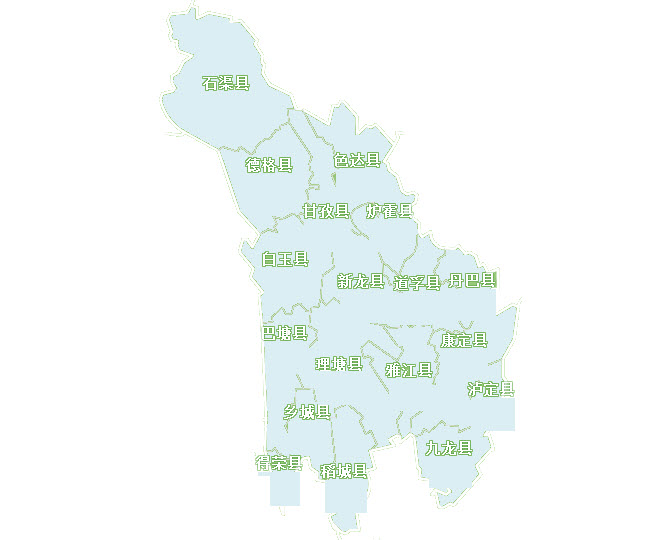 石渠县
色达县
德格县
甘孜县
炉霍县
白玉县
新龙县
道孚县
丹巴县
巴塘县
康定县
理塘县
雅江县
泸定县
乡城县
九龙县
得荣县
稻城县